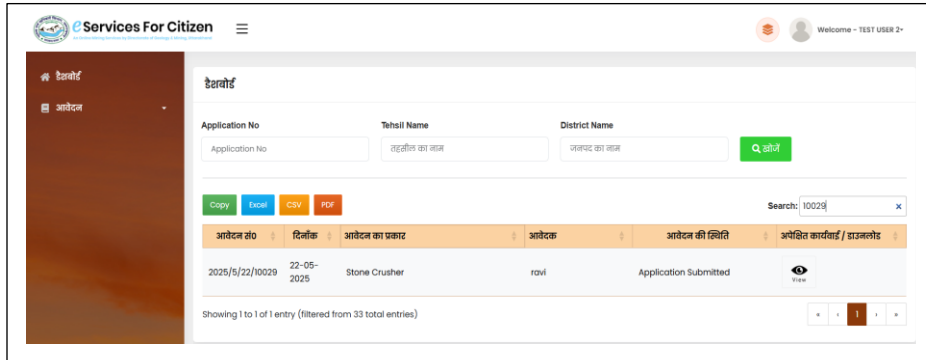 eServices For Citizen
Welcome - TEST USER 2
डैशबोर्ड
आवेदन
डैशबोर्ड
Application No Tehsil Name District Name
Application No तहसील का नाम जनपद का नाम खोजें
Copy Excel CSV PDF Search: 10029 x
आवेदन सं० दिनाँक आवेदन का प्रकार आवेदक आवेदन की स्थिति अपेक्षित कार्यवाई / डाउनलोड
2025/5/22/10029 22-05-2025 Stone Crusher ravi Application Submitted View
Showing 1 to 1 of 1 entry (filtered from 33 total entries) « ‹ 1 › »